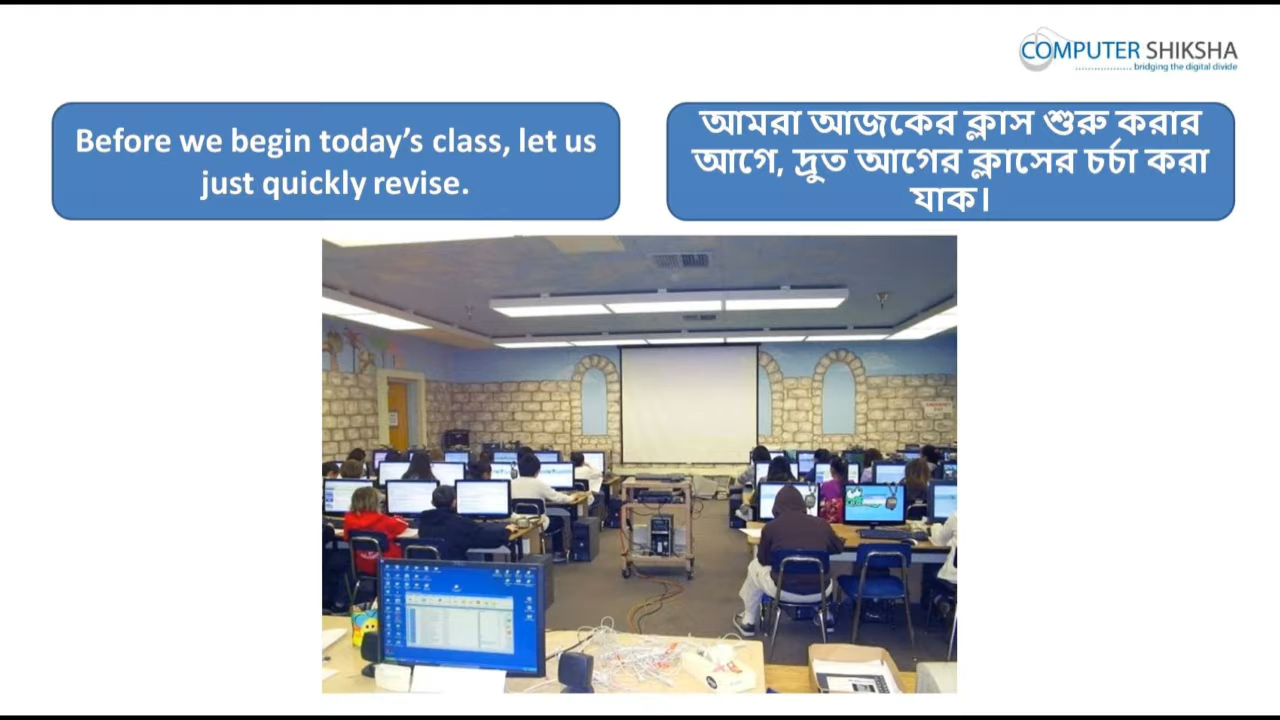 COMPUTER SHIKSHA
bridging the digital divide
Before we begin today’s class, let us
just quickly revise.
আমরা আজকের ক্লাস শুরু করার
আগে, দ্রুত আগের ক্লাসের চর্চা করা
যাক।